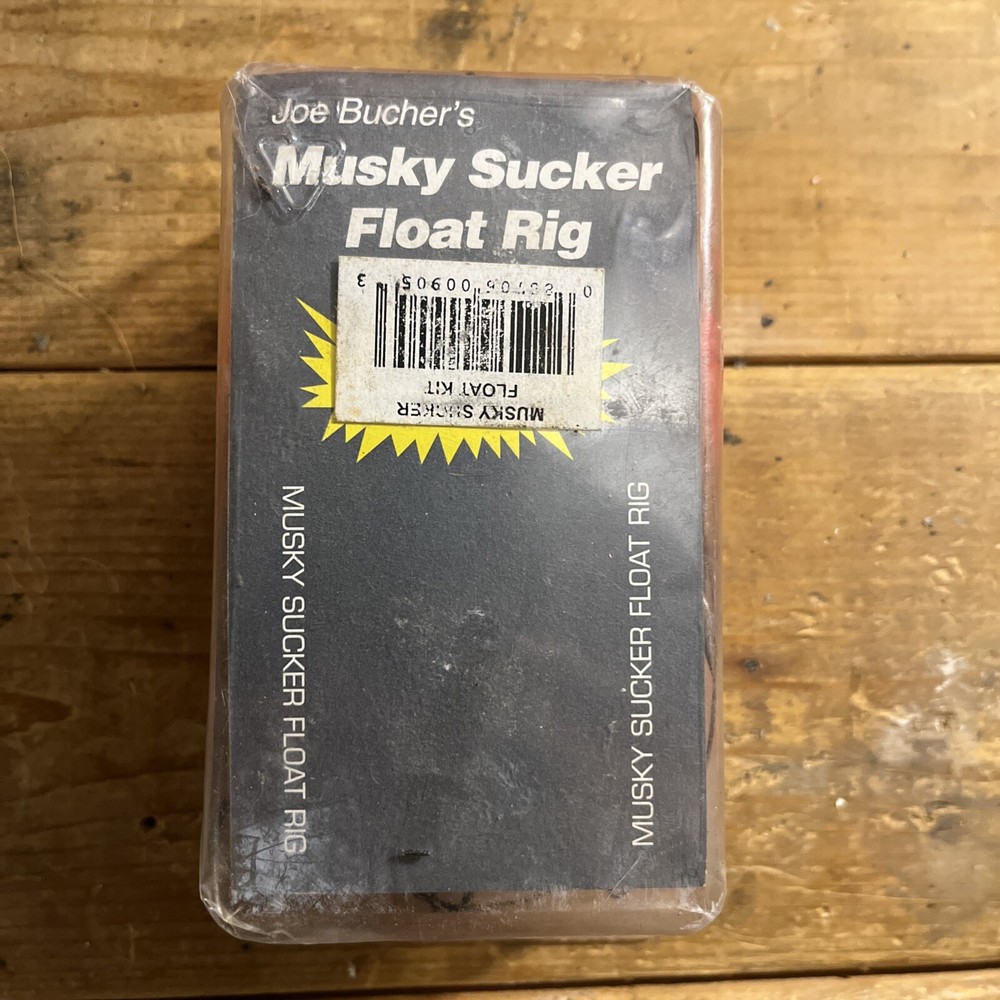 Joe Bucher's
Musky Sucker
Float Rig
MUSKY SUCKER
FLOAT KIT
MUSKY SUCKER FLOAT RIG
MUSKY SUCKER FLOAT RIG